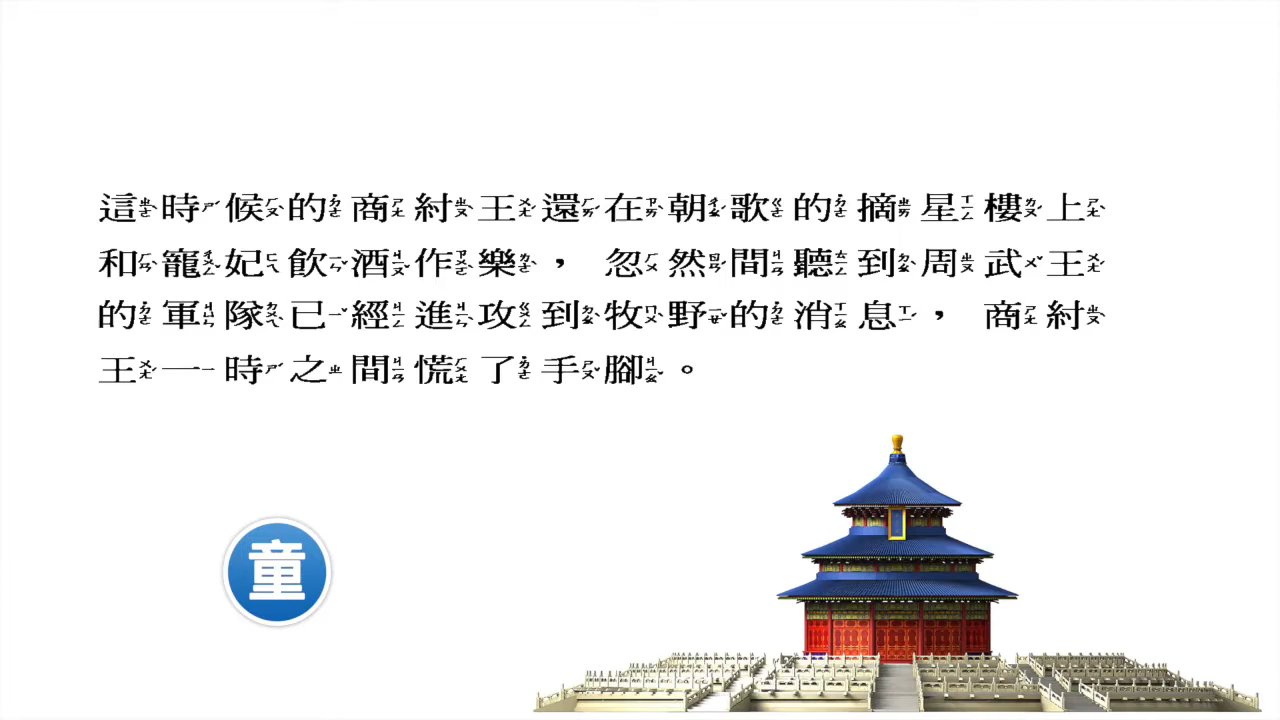 這時候的商紂王還在朝歌的摘星樓上
和寵妃飲酒作樂，忽然間聽到周武王
的軍隊已經進攻到牧野的消息，商紂
王一時之間慌了手腳。
童